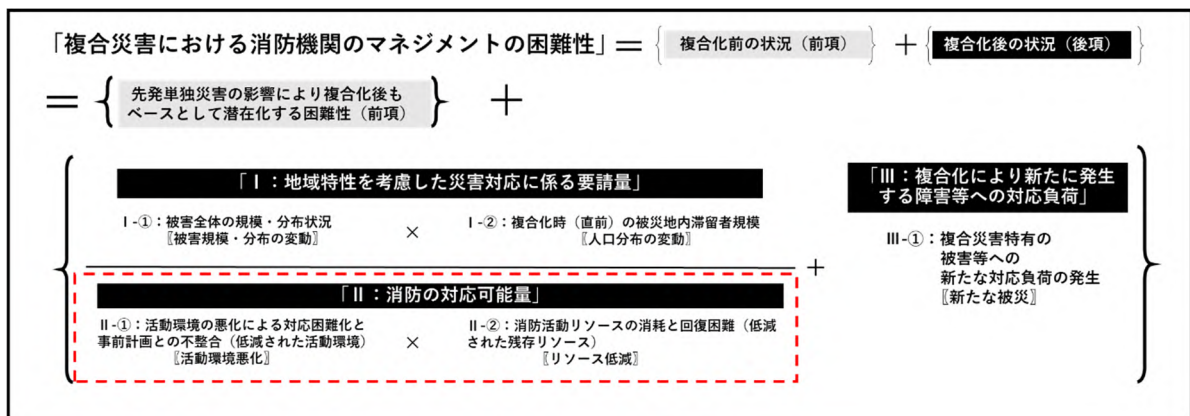 「複合災害における消防機関のマネジメントの困難性」＝｛複合化前の状況（前項）｝＋｛複合化後の状況（後項）｝
＝｛先発単独災害の影響により複合化後も
ベースとして潜在化する困難性（前項）｝＋
「Ⅰ：地域特性を考慮した災害対応に係る要請量」
Ⅰ-①：被害全体の規模・分布状況
〖被害規模・分布の変動〗
×
Ⅰ-②：複合化時（直前）の被災地内滞留者規模
〖人口分布の変動〗
「Ⅱ：消防の対応可能量」
Ⅱ-①：活動環境の悪化による対応困難化と
事前計画との不整合（低減された活動環境）
〖活動環境悪化〗
×
Ⅱ-②：消防活動リソースの消耗と回復困難（低減
された残存リソース）
〖リソース低減〗
＋
「Ⅲ：複合化により新たに発生
する障害等への対応負荷」
Ⅲ-①：複合災害特有の
被害等への
新たな対応負荷の発生
〖新たな被災〗